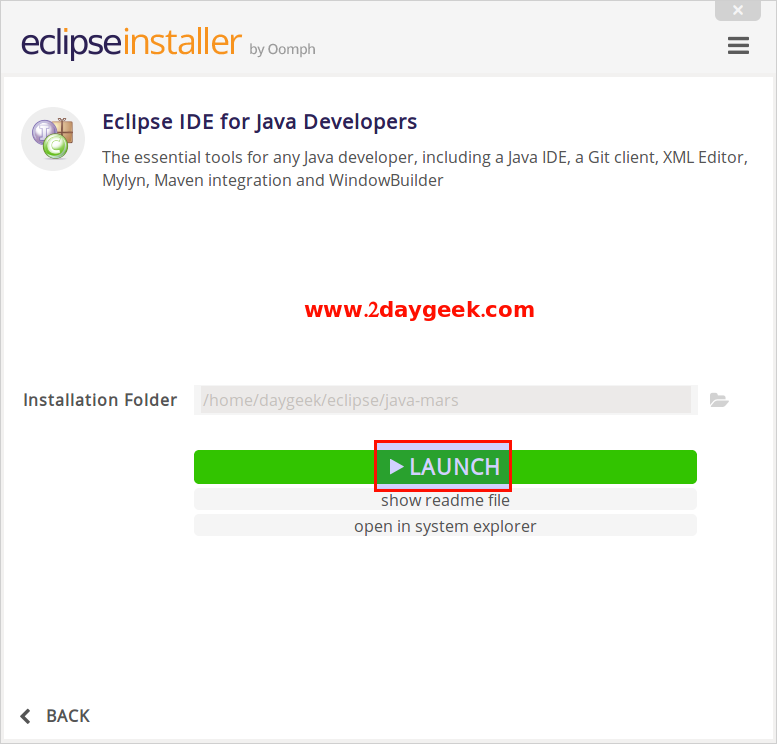 eclipseinstaller by Oomph
Eclipse IDE for Java Developers
The essential tools for any Java developer, including a Java IDE, a Git client, XML Editor,
Mylyn, Maven integration and WindowBuilder
www.2daygeek.com
Installation Folder /home/daygeek/eclipse/java-mars
LAUNCH
show readme file
open in system explorer
BACK